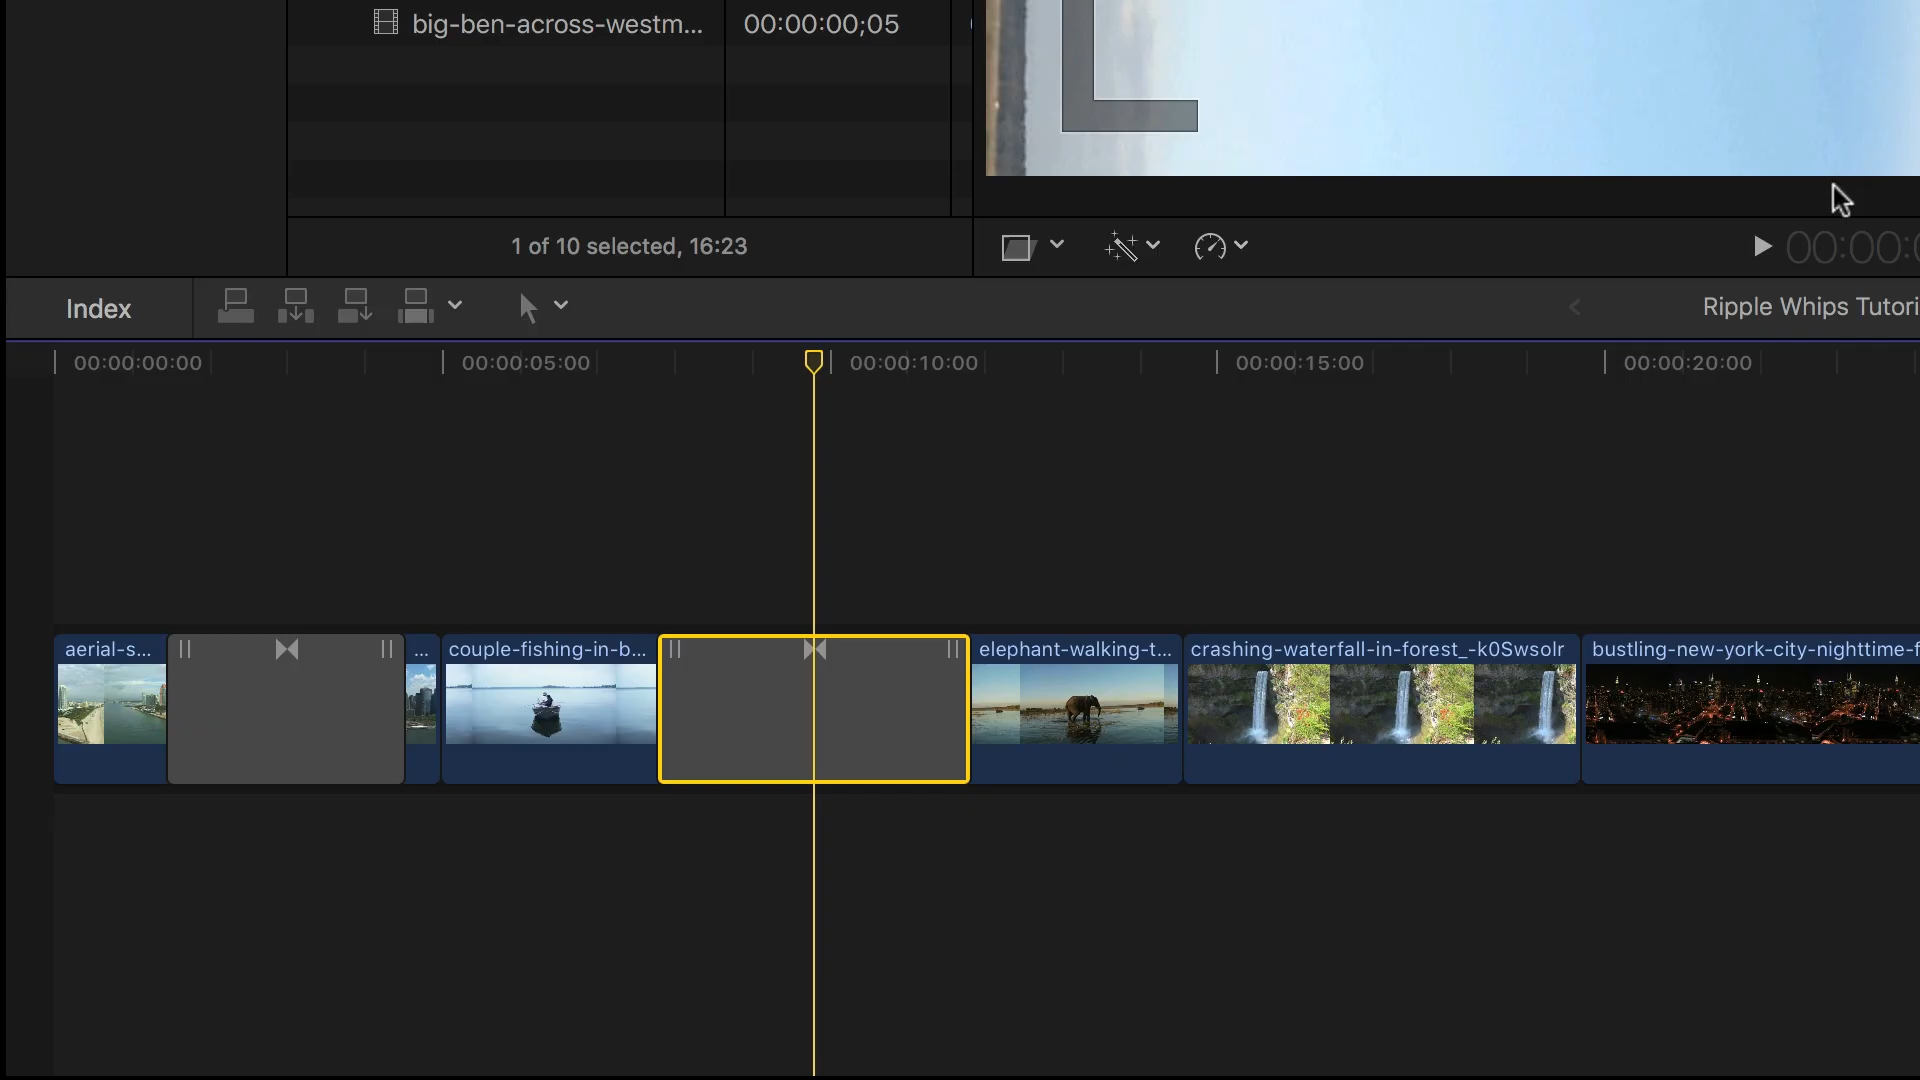 big-ben-across-westm...
00:00:00;05
1 of 10 selected, 16:23
00:00:
Index
Ripple Whips Tutori
00:00:00:00
00:00:05:00
00:00:10:00
00:00:15:00
00:00:20:00
aerial-s...
...
couple-fishing-in-b...
elephant-walking-t...
crashing-waterfall-in-forest_-k0Swsolr
bustling-new-york-city-nighttime-f